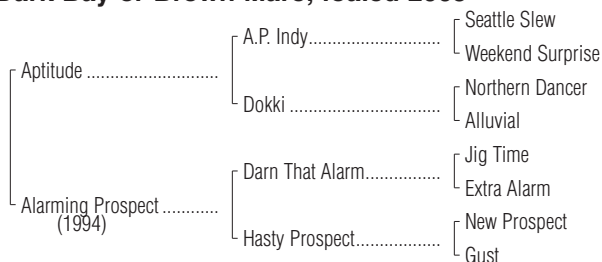 Dark Bay or Brown Mare; foaled 2005
Seattle Slew
A.P. Indy..............................
Weekend Surprise
Aptitude ..............................
Northern Dancer
Dokki ..................................
Alluvial
Jig Time
Darn That Alarm.................
Extra Alarm
Alarming Prospect ............
(1994)
New Prospect
Hasty Prospect...................
Gust